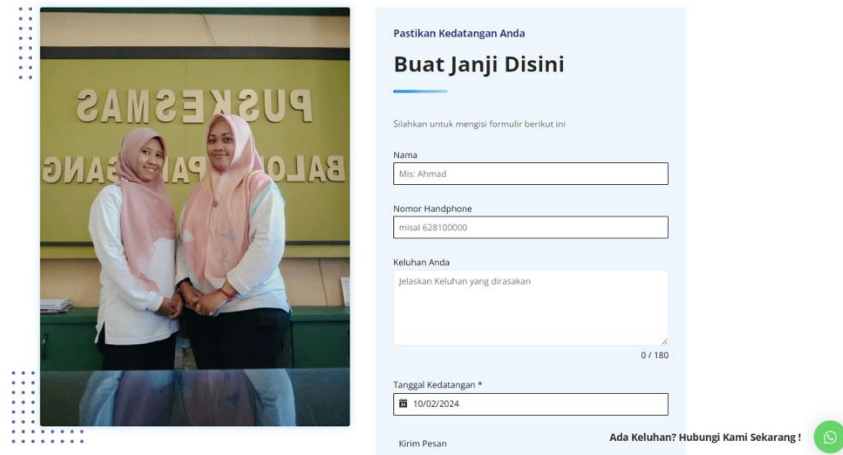 PUSKESMAS
Pastikan Kedatangan Anda
Buat Janji Disini
Silahkan untuk mengisi formulir berikut ini
Nama
Mis: Ahmad
Nomor Handphone
misal 628100000
Keluhan Anda
Jelaskan Keluhan yang dirasakan
0 / 180
Tanggal Kedatangan *
10/02/2024
Kirim Pesan
Ada Keluhan? Hubungi Kami Sekarang !